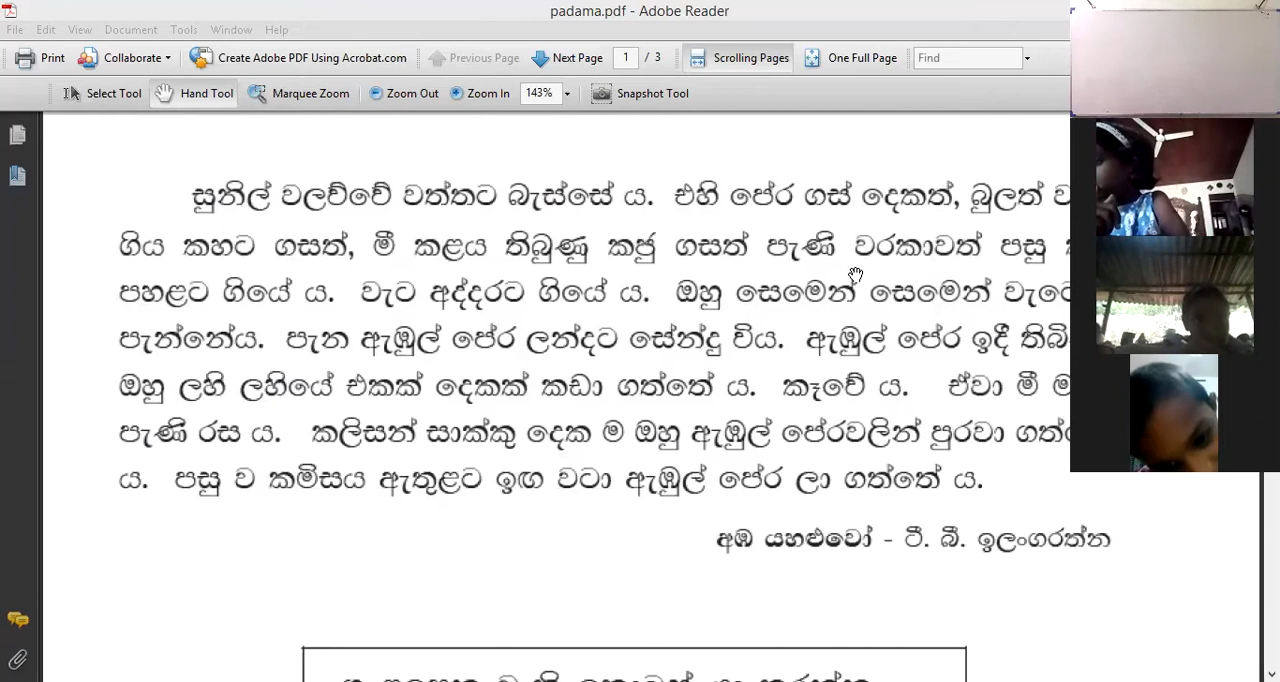 padama.pdf - Adobe Reader
File Edit View Document Tools Window Help
Print Collaborate Create Adobe PDF Using Acrobat.com Previous Page Next Page 1 / 3 Scrolling Pages One Full Page Find
Select Tool Hand Tool Marquee Zoom Zoom Out Zoom In 143% Snapshot Tool
සුනිල් වලව්වේ වත්තට බැස්සේ ය. එහි පේර ගස් දෙකත්, බුලත්
ගිය කහට ගසත්, මී කළය තිබුණු කජු ගසත් පැණි වරකාවත් පසු
පහළට ගියේ ය. වැට අද්දරට ගියේ ය. ඔහු සෙමෙන් සෙමෙන්
පැන්නේය. පැන ඇඹුල් පේර ලන්දට සේන්දු විය. ඇඹුල් පේර ඉදී
ඔහු ලහි ලහියේ එකක් දෙකක් කඩා ගත්තේ ය. කෑවේ ය. ඒවා මී
පැණි රස ය. කලිසන් සාක්කු දෙක ම ඔහු ඇඹුල් පේරවලින් පුරවා
ය. පසු ව කමිසය ඇතුළට ඉඟ වටා ඇඹුල් පේර ලා ගත්තේ ය.
අඹ යහළුවෝ - ටී. බී. ඉලංගරත්න